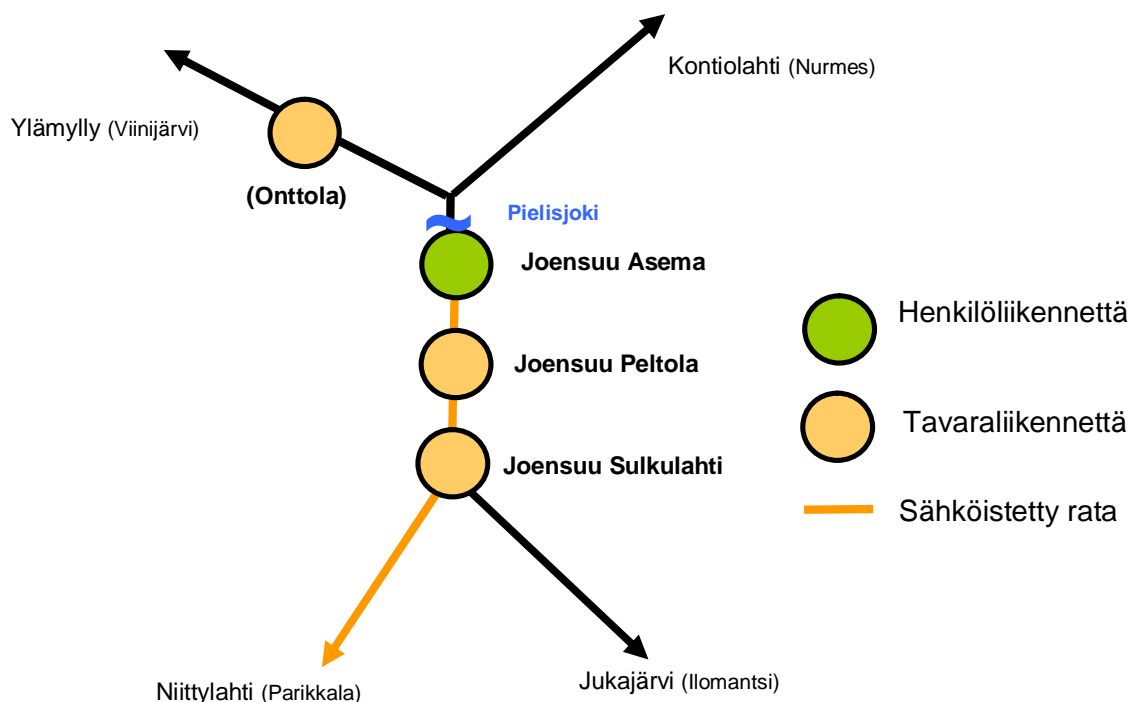 Kontiolahti (Nurmes)
Ylämylly (Viinijärvi)
(Onttola)
Pielisjoki
Joensuu Asema
Joensuu Peltola
Joensuu Sulkulahti
Niittylahti (Parikkala)
Jukajärvi (Ilomantsi)
Henkilöliikennettä
Tavaraliikennettä
Sähköistetty rata